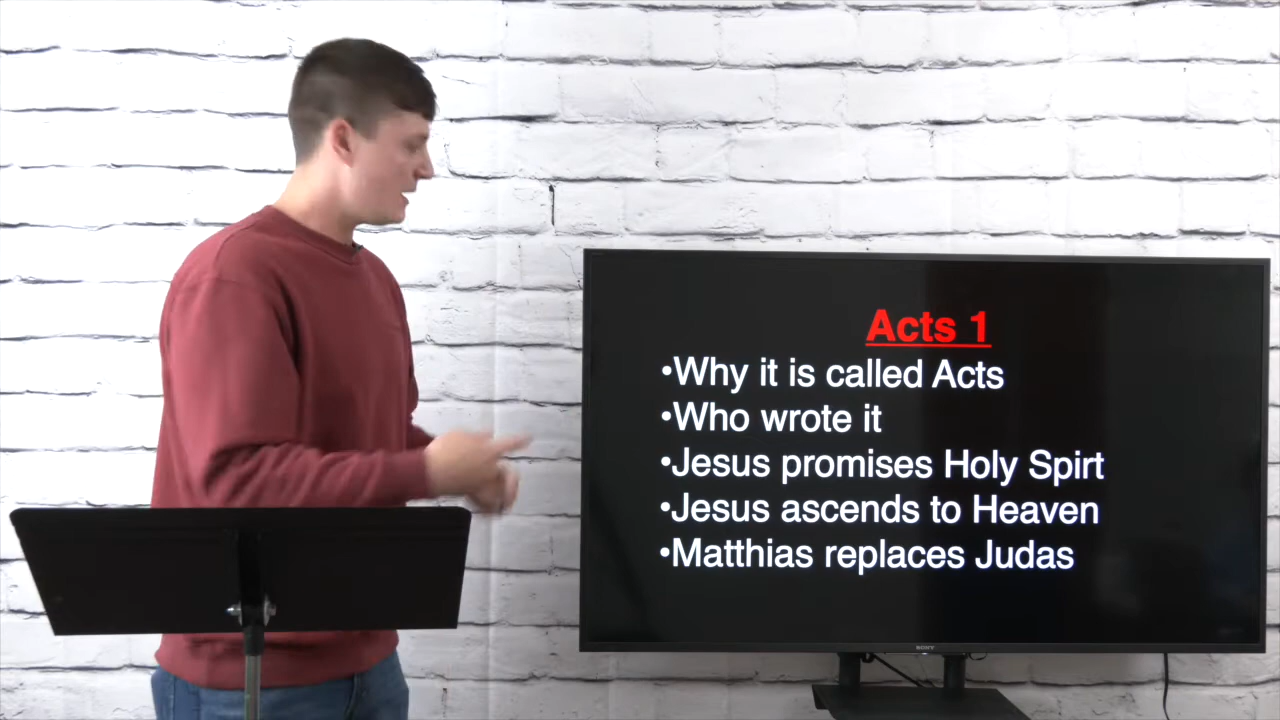 Acts 1
•Why it is called Acts
•Who wrote it
•Jesus promises Holy Spirt
•Jesus ascends to Heaven
•Matthias replaces Judas
SONY